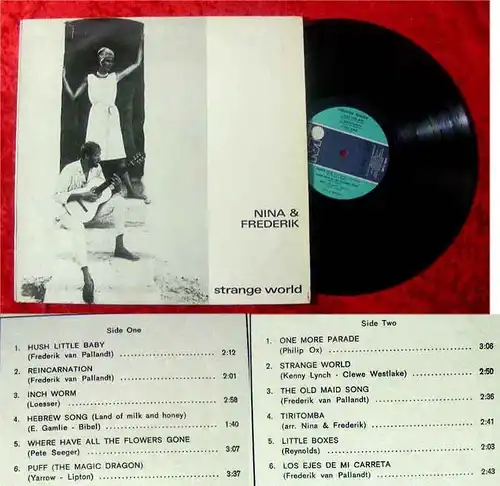 NINA &
FREDERIK
strange world
Side One
1. HUSH LITTLE BABY
(Frederik van Pallandt) 2:12
2. REINCARNATION
(Frederik van Pallandt) 2:01
3. INCH WORM
(Loesser) 2:58
4. HEBREW SONG (Land of milk and honey)
(E. Gamlie - Bibel) 1:40
5. WHERE HAVE ALL THE FLOWERS GONE
(Pete Seeger) 3:07
6. PUFF (THE MAGIC DRAGON)
(Yarrow - Lipton) 3:37
Side Two
1. ONE MORE PARADE
(Philip Ox) 3:06
2. STRANGE WORLD
(Kenny Lynch - Clewe Westlake) 2:50
3. THE OLD MAID SONG
(Frederik van Pallandt) 2:36
4. TIRITOMBA
(arr. Nina & Frederik) 2:41
5. LITTLE BOXES
(Reynolds) 2:03
6. LOS EJES DE MI CARRETA
(Frederik van Pallandt) 2:43